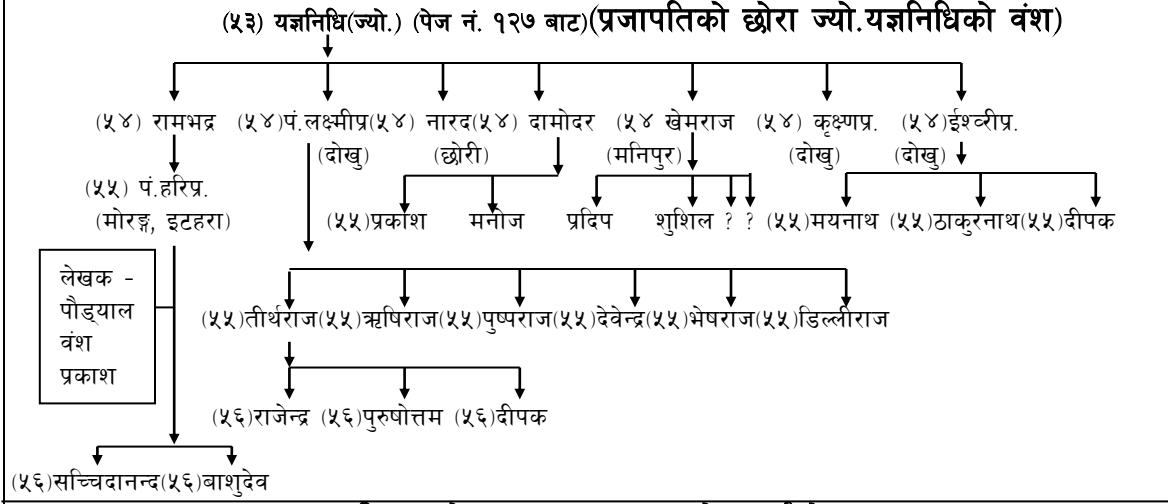 (५३) यज्ञनिधि(ज्यो.) (पेज नं. १२७ बाट)(प्रजापतिको छोरा ज्यो.यज्ञनिधिको वंश)
(५४) रामभद्र (५४)पं.लक्ष्मीप्र(५४) नारद(५४) दामोदर (५४ खेमराज (५४) कृष्णप्र. (५४)ईश्वरीप्र.
(दोखु) (छोरी) (मनिपुर) (दोखु) (दोखु)
(५५) पं.हरिप्र.
(मोरङ्ग, इटहरा) (५५)प्रकाश मनोज प्रदिप शुशिल ? ? (५५)मयनाथ (५५)ठाकुरनाथ(५५)दीपक
लेखक -
पौड्याल
वंश
प्रकाश
(५५)तीर्थराज(५५)ऋषिराज(५५)पुष्पराज(५५)देवेन्द्र(५५)भेषराज(५५)डिल्लीराज
(५६)राजेन्द्र (५६)पुरुषोत्तम (५६)दीपक
(५६)सच्चिदानन्द(५६)बाशुदेव